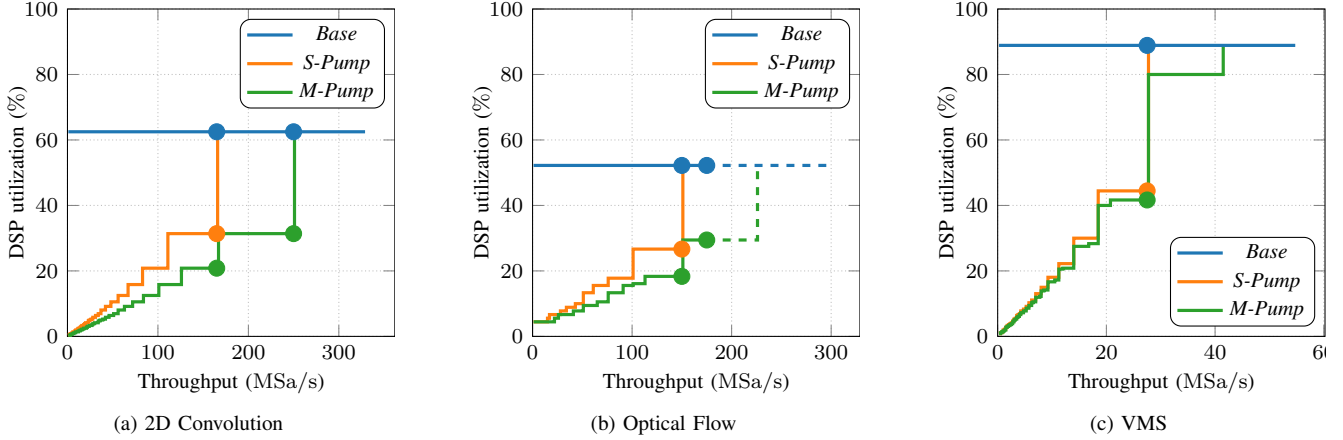 100
80
60
40
20
0
DSP utilization (%)
Base
S-Pump
M-Pump
0 100 200 300
Throughput (MSa/s)
(a) 2D Convolution
100
80
60
40
20
0
DSP utilization (%)
Base
S-Pump
M-Pump
0 100 200 300
Throughput (MSa/s)
(b) Optical Flow
100
80
60
40
20
0
DSP utilization (%)
Base
S-Pump
M-Pump
0 20 40 60
Throughput (MSa/s)
(c) VMS